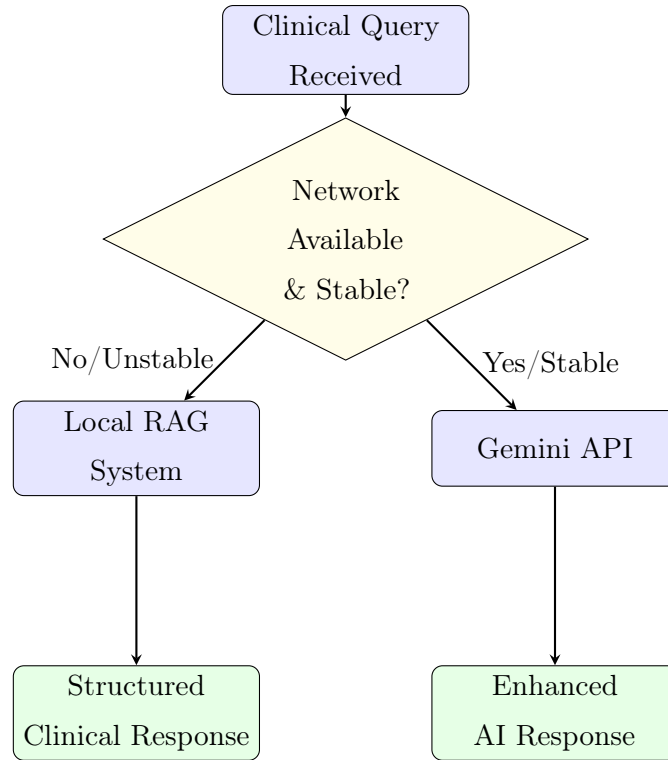 Clinical Query
Received
Network
Available
& Stable?
No/Unstable
Yes/Stable
Local RAG
System
Gemini API
Structured
Clinical Response
Enhanced
AI Response